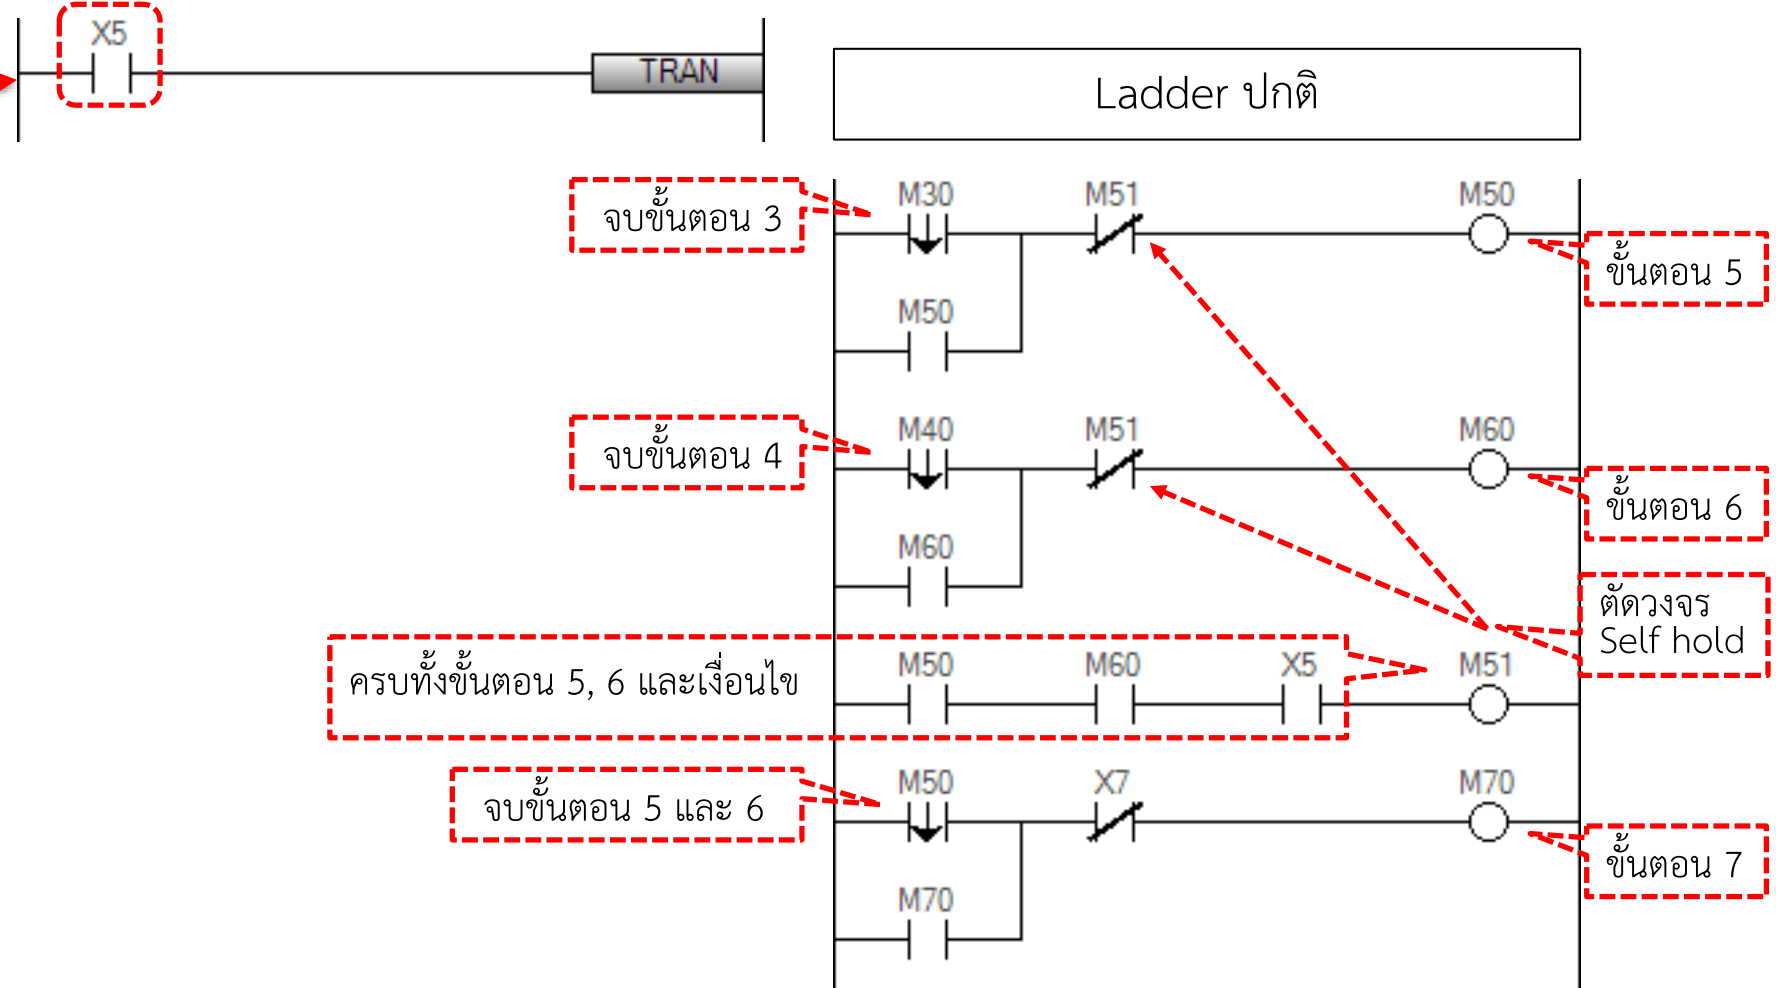 X5
TRAN
Ladder ปกติ
จบขั้นตอน 3
M30
M51
M50
ขั้นตอน 5
M50
จบขั้นตอน 4
M40
M51
M60
ขั้นตอน 6
M60
ตัดวงจร
Self hold
ครบทั้งขั้นตอน 5, 6 และเงื่อนไข
M50
M60
X5
M51
จบขั้นตอน 5 และ 6
M50
X7
M70
ขั้นตอน 7
M70